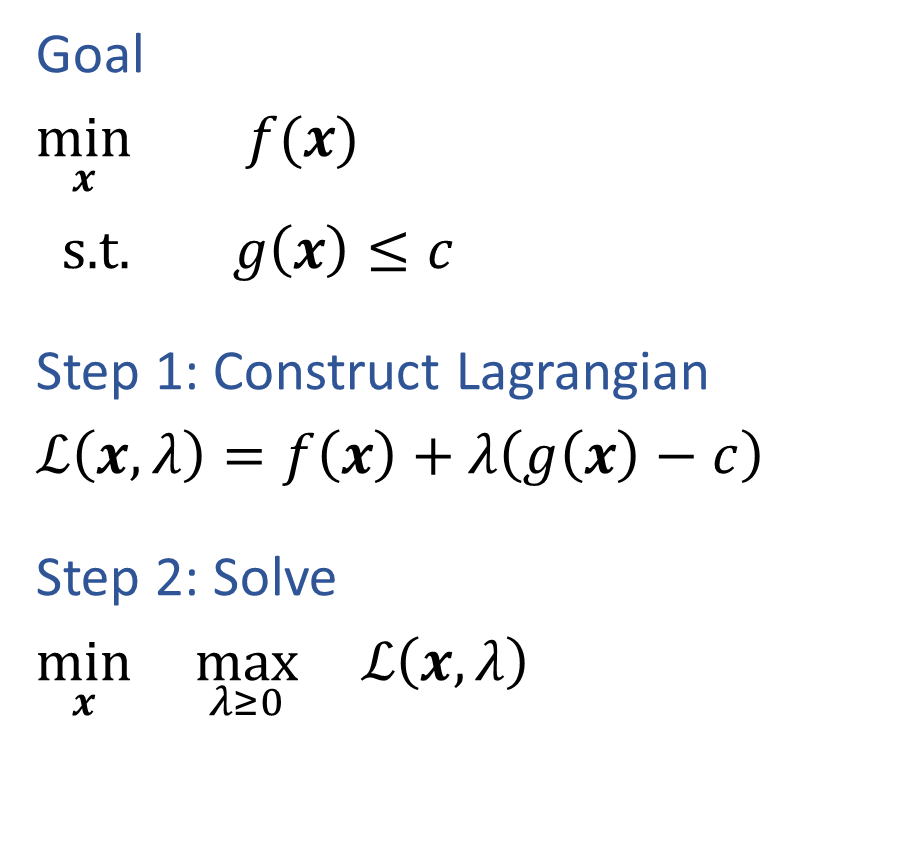 Goal
min f(x)
x
s.t. g(x) ≤ c
Step 1: Construct Lagrangian
ℒ(x, λ) = f(x) + λ(g(x) − c)
Step 2: Solve
min max ℒ(x, λ)
x λ≥0